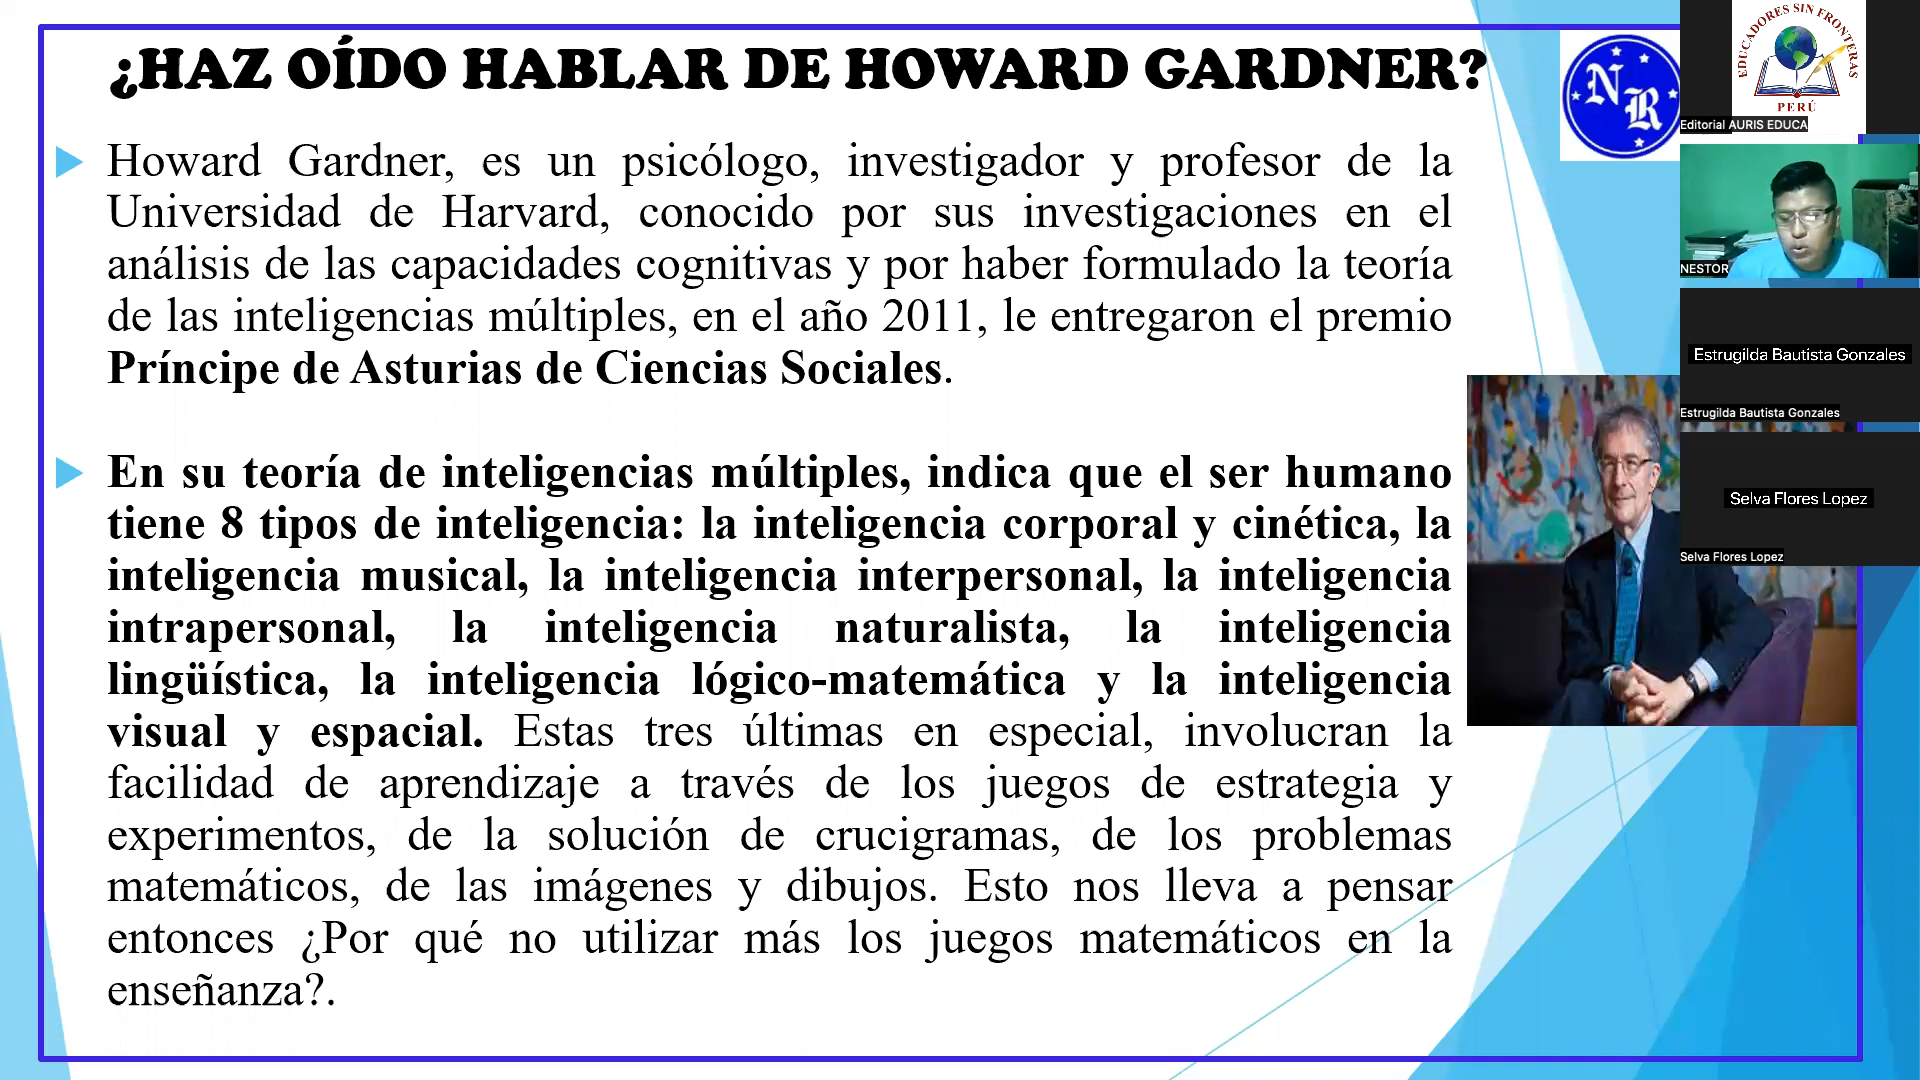 ¿HAZ OÍDO HABLAR DE HOWARD GARDNER?
Howard Gardner, es un psicólogo, investigador y profesor de la
Universidad de Harvard, conocido por sus investigaciones en el
análisis de las capacidades cognitivas y por haber formulado la teoría
de las inteligencias múltiples, en el año 2011, le entregaron el premio
Príncipe de Asturias de Ciencias Sociales.
En su teoría de inteligencias múltiples, indica que el ser humano
tiene 8 tipos de inteligencia: la inteligencia corporal y cinética, la
inteligencia musical, la inteligencia interpersonal, la inteligencia
intrapersonal, la inteligencia naturalista, la inteligencia
lingüística, la inteligencia lógico-matemática y la inteligencia
visual y espacial. Estas tres últimas en especial, involucran la
facilidad de aprendizaje a través de los juegos de estrategia y
experimentos, de la solución de crucigramas, de los problemas
matemáticos, de las imágenes y dibujos. Esto nos lleva a pensar
entonces ¿Por qué no utilizar más los juegos matemáticos en la
enseñanza?.
NR
EDUCADORES SIN FRONTERAS
PERÚ
Editorial AURIS EDUCA
NESTOR
Estrugilda Bautista Gonzales
Estrugilda Bautista Gonzales
Selva Flores Lopez
Selva Flores Lopez